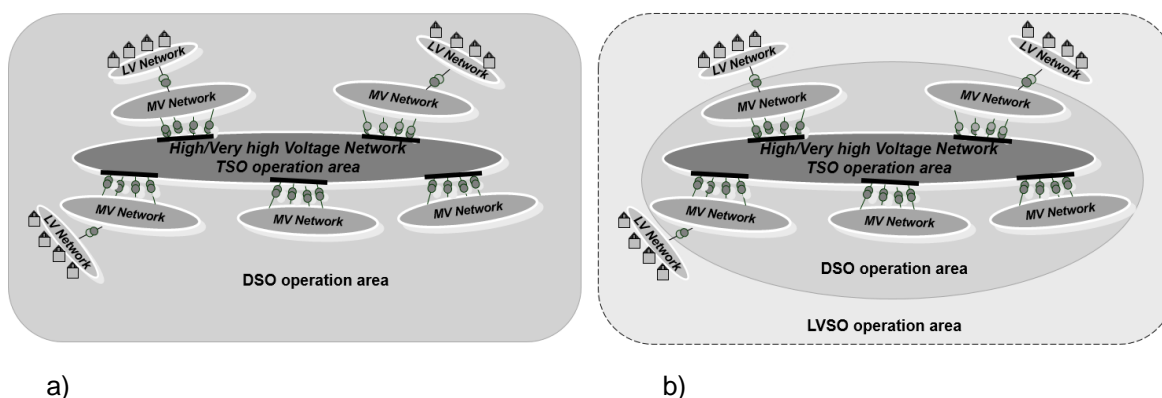 LV Network
LV Network
MV Network
MV Network
High/Very high Voltage Network
TSO operation area
MV Network
MV Network
MV Network
LV Network
DSO operation area
a)
LV Network
LV Network
MV Network
MV Network
High/Very high Voltage Network
TSO operation area
MV Network
MV Network
MV Network
LV Network
DSO operation area
LVSO operation area
b)